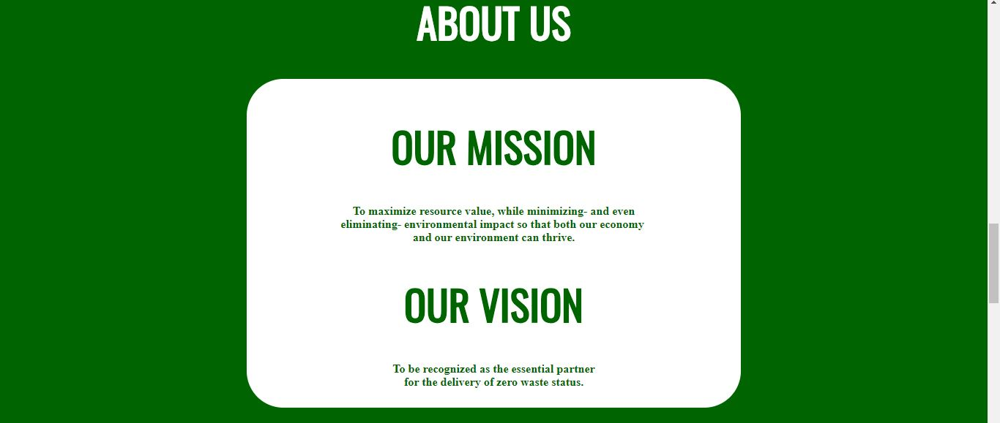 ABOUT US
OUR MISSION
To maximize resource value, while minimizing- and even
eliminating- environmental impact so that both our economy
and our environment can thrive.
OUR VISION
To be recognized as the essential partner
for the delivery of zero waste status.